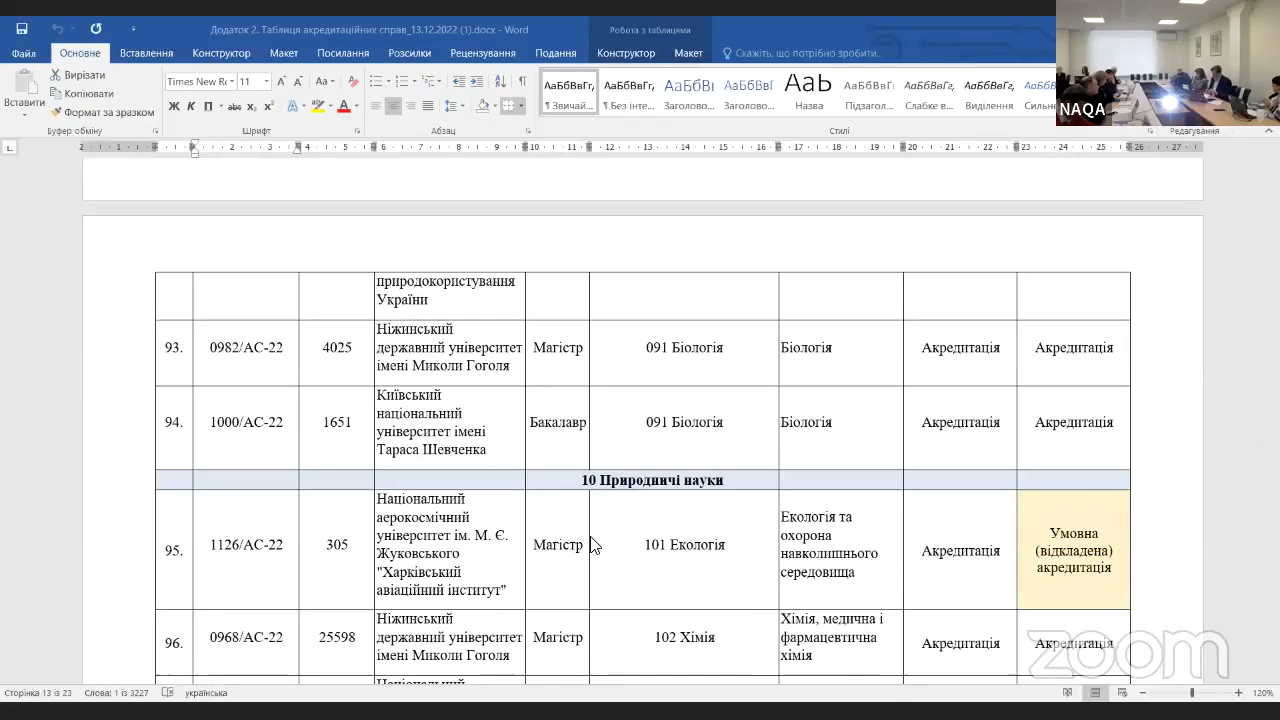 Додаток 2. Таблиця акредитаційних справ_13.12.2022 (1).docx - Word
Робота з таблицями
Файл Основне Вставлення Конструктор Макет Посилання Розсилки Рецензування Подання Конструктор Макет Скажіть, що потрібно зробити...
Вставити
Вирізати
Копіювати
Формат за зразком
Буфер обміну
Times New Ro 11
Шрифт
Абзац
АаБбВвГг, АаБбВвГг, АаБбВı АаБбВвГ АаБ АаБбВвГг АаБбВвГг, АаБбВвГг,
¶ Звичай... ¶ Без інте... Заголово... Заголово... Назва Підзагол... Слабке в... Виділення Сильне
Стилі
Редагування
NAQA
природокористування
України
93. 0982/АС-22 4025 Ніжинський державний університет імені Миколи Гоголя Магістр 091 Біологія Біологія Акредитація Акредитація
94. 1000/АС-22 1651 Київський національний університет імені Тараса Шевченка Бакалавр 091 Біологія Біологія Акредитація Акредитація
10 Природничі науки
95. 1126/АС-22 305 Національний аерокосмічний університет ім. М. Є. Жуковського "Харківський авіаційний інститут" Магістр 101 Екологія Екологія та охорона навколишнього середовища Акредитація Умовна (відкладена) акредитація
96. 0968/АС-22 25598 Ніжинський державний університет імені Миколи Гоголя Магістр 102 Хімія Хімія, медична і фармацевтична хімія Акредитація Акредитація
Національний
zoom
Сторінка 13 із 23 Слова: 1 із 3227 українська 120%